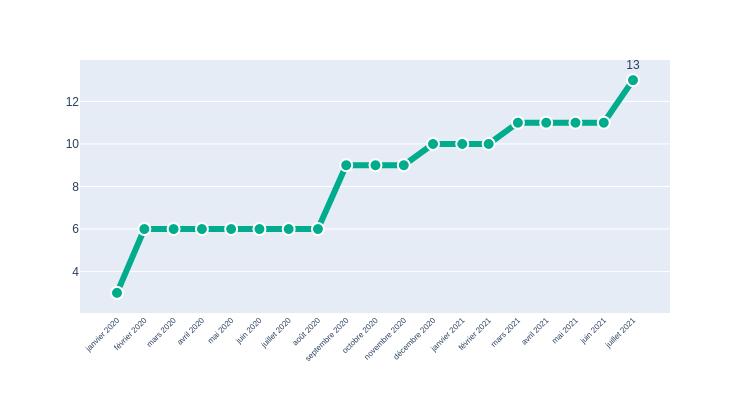 13
12
10
8
6
4
janvier 2020
février 2020
mars 2020
avril 2020
mai 2020
juin 2020
juillet 2020
août 2020
septembre 2020
octobre 2020
novembre 2020
décembre 2020
janvier 2021
février 2021
mars 2021
avril 2021
mai 2021
juin 2021
juillet 2021